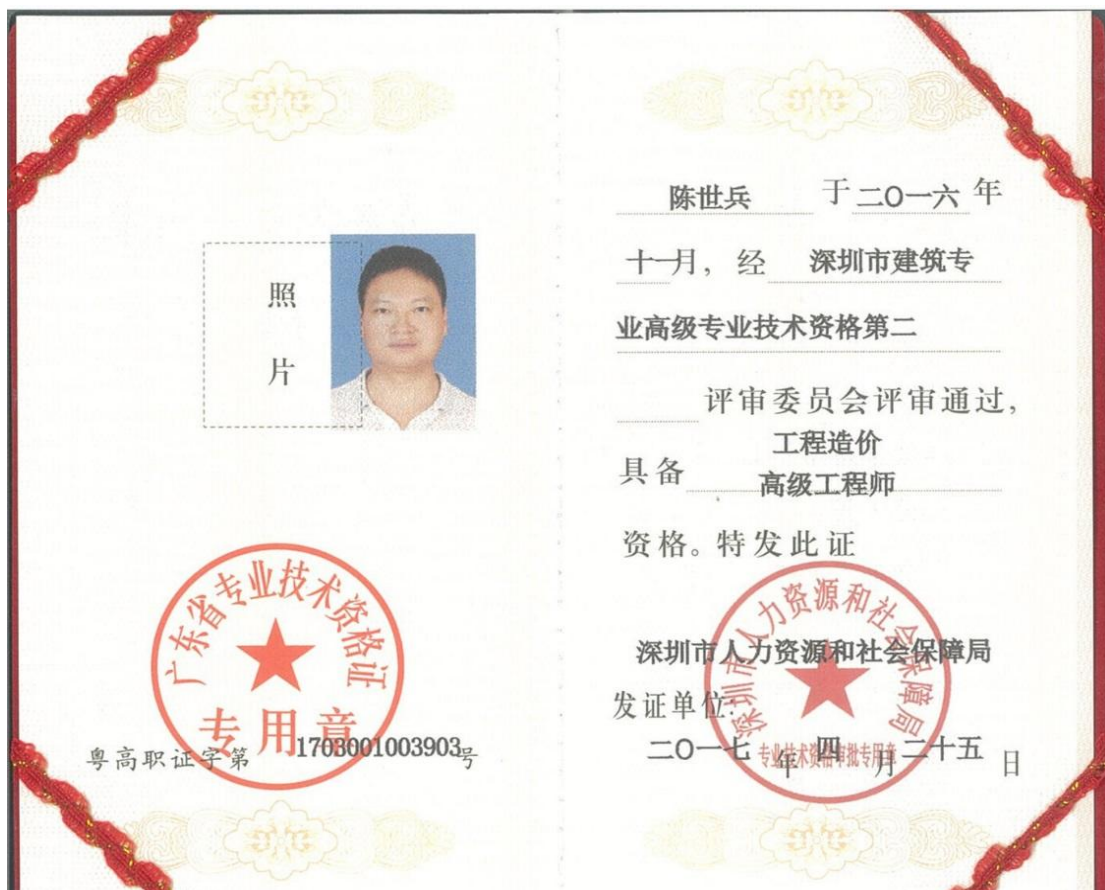 照
片
广东省专业技术资格证
专用章
粤高职证字第1703001003903号
陈世兵 于二〇一六年
十一月，经 深圳市建筑专
业高级专业技术资格第二
评审委员会评审通过，
工程造价
具备 高级工程师
资格。特发此证
深圳市人力资源和社会保障局
深圳市人力资源和社会保障局
发证单位：
专业技术资格审批专用章
二〇一七年四月二十五日